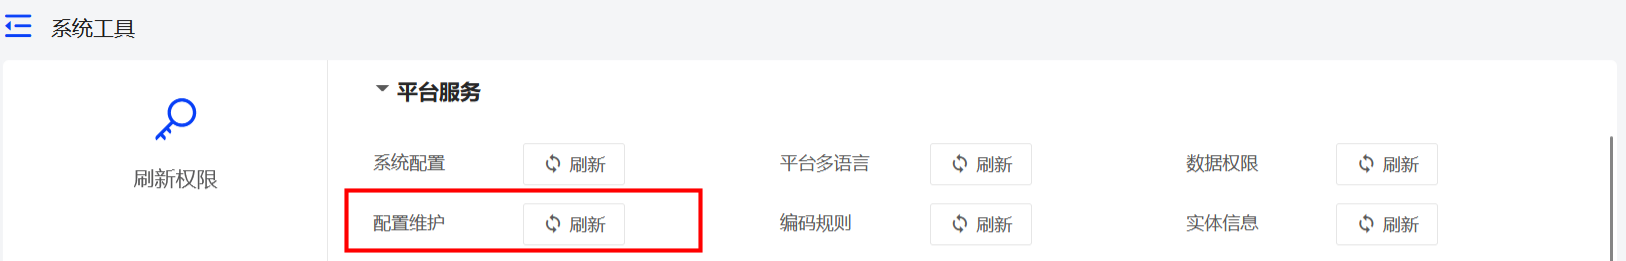 系统工具
刷新权限
平台服务
系统配置 刷新 平台多语言 刷新 数据权限 刷新
配置维护 刷新 编码规则 刷新 实体信息 刷新